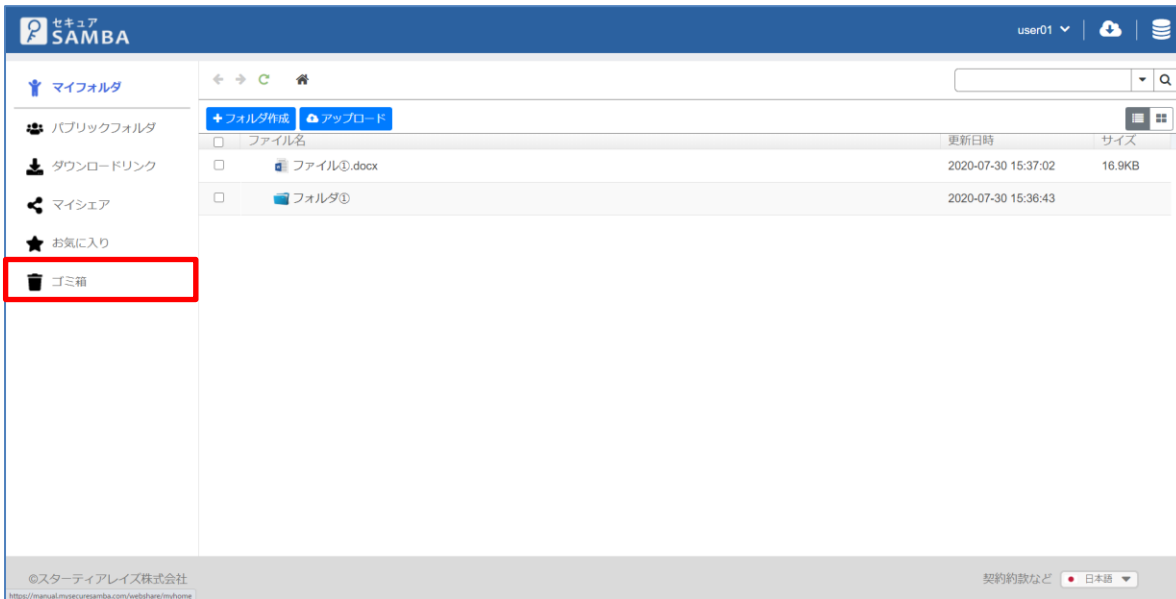 セキュア
SAMBA
user01
マイフォルダ
パブリックフォルダ
ダウンロードリンク
マイシェア
お気に入り
ゴミ箱
+フォルダ作成 アップロード
ファイル名 更新日時 サイズ
ファイル①.docx 2020-07-30 15:37:02 16.9KB
フォルダ① 2020-07-30 15:36:43
©スターティアレイズ株式会社 契約約款など 日本語
https://manual.mysecuresamba.com/webshare/myhome